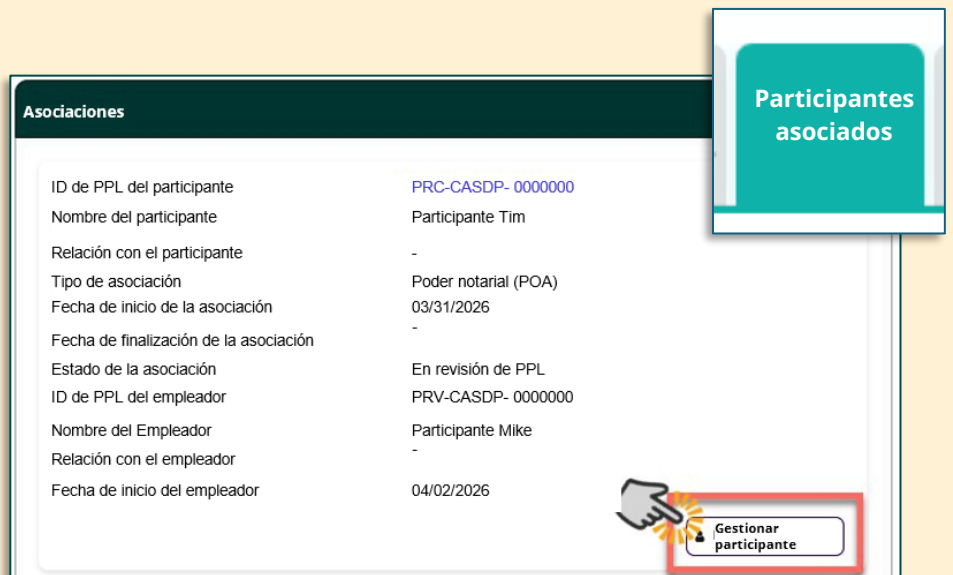 Participantes
asociados
Asociaciones
ID de PPL del participante PRC-CASDP- 0000000
Nombre del participante Participante Tim
Relación con el participante -
Tipo de asociación Poder notarial (POA)
Fecha de inicio de la asociación 03/31/2026
Fecha de finalización de la asociación -
Estado de la asociación En revisión de PPL
ID de PPL del empleador PRV-CASDP- 0000000
Nombre del Empleador Participante Mike
Relación con el empleador -
Fecha de inicio del empleador 04/02/2026
Gestionar
participante